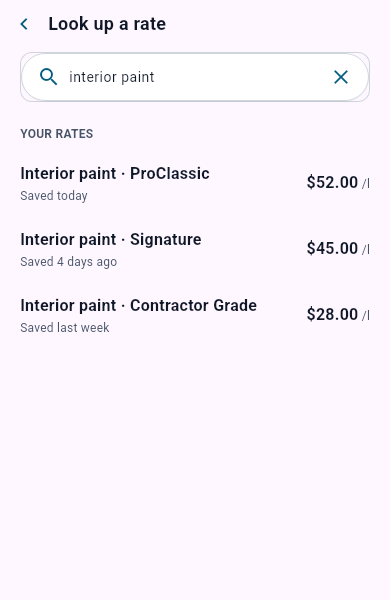 Look up a rate
interior paint
YOUR RATES
Interior paint · ProClassic
$52.00 /l
Saved today
Interior paint · Signature
$45.00 /l
Saved 4 days ago
Interior paint · Contractor Grade
$28.00 /l
Saved last week